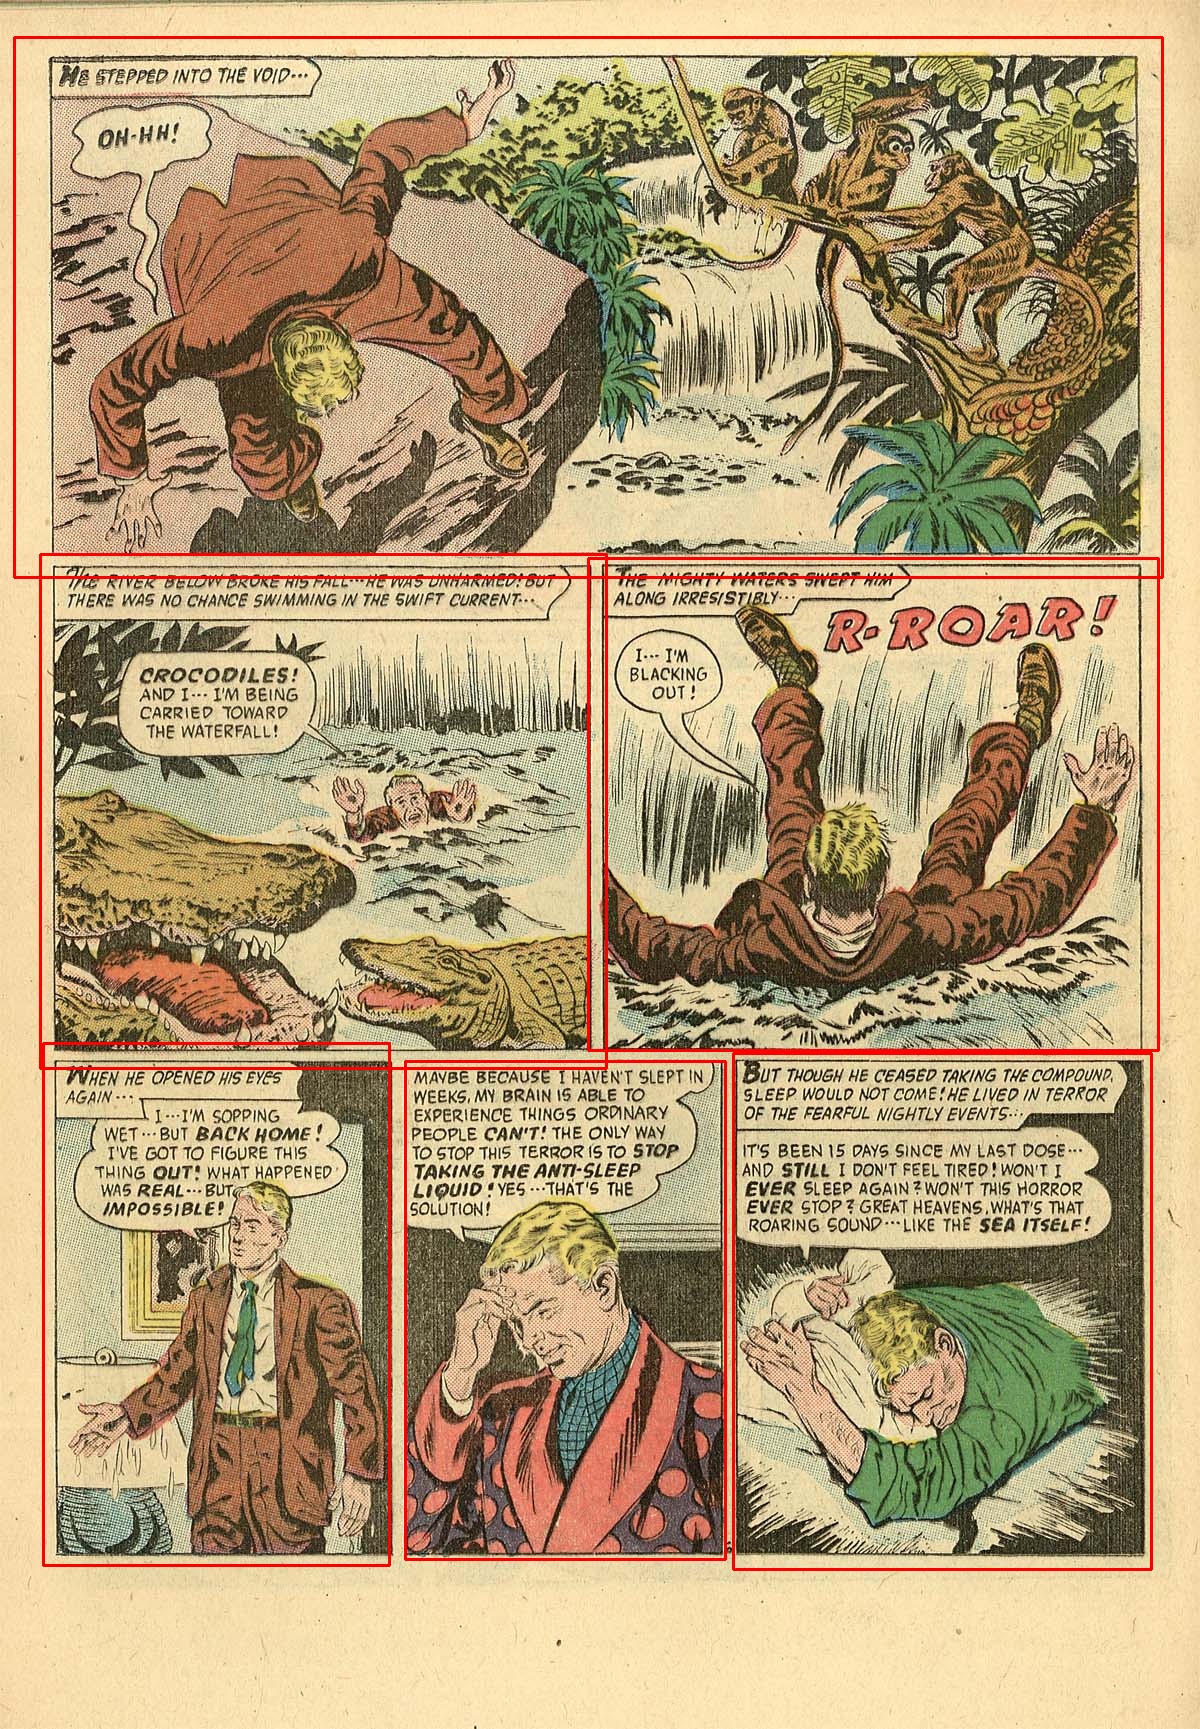 HE STEPPED INTO THE VOID···
OH-HH!
THE RIVER BELOW BROKE HIS FALL···HE WAS UNHARMED! BUT
THERE WAS NO CHANCE SWIMMING IN THE SWIFT CURRENT···
CROCODILES!
AND I··· I'M BEING
CARRIED TOWARD
THE WATERFALL!
THE MIGHTY WATERS SWEPT HIM
ALONG IRRESISTIBLY···
R-ROAR!
I··· I'M
BLACKING
OUT!
WHEN HE OPENED HIS EYES
AGAIN···
I···I'M SOPPING
WET···BUT BACK HOME!
I'VE GOT TO FIGURE THIS
THING OUT! WHAT HAPPENED
WAS REAL···BUT
IMPOSSIBLE!
MAYBE BECAUSE I HAVEN'T SLEPT IN
WEEKS, MY BRAIN IS ABLE TO
EXPERIENCE THINGS ORDINARY
PEOPLE CAN'T! THE ONLY WAY
TO STOP THIS TERROR IS TO STOP
TAKING THE ANTI-SLEEP
LIQUID! YES···THAT'S THE
SOLUTION!
BUT THOUGH HE CEASED TAKING THE COMPOUND,
SLEEP WOULD NOT COME! HE LIVED IN TERROR
OF THE FEARFUL NIGHTLY EVENTS···
IT'S BEEN 15 DAYS SINCE MY LAST DOSE···
AND STILL I DON'T FEEL TIRED! WON'T I
EVER SLEEP AGAIN? WON'T THIS HORROR
EVER STOP? GREAT HEAVENS, WHAT'S THAT
ROARING SOUND···LIKE THE SEA ITSELF!